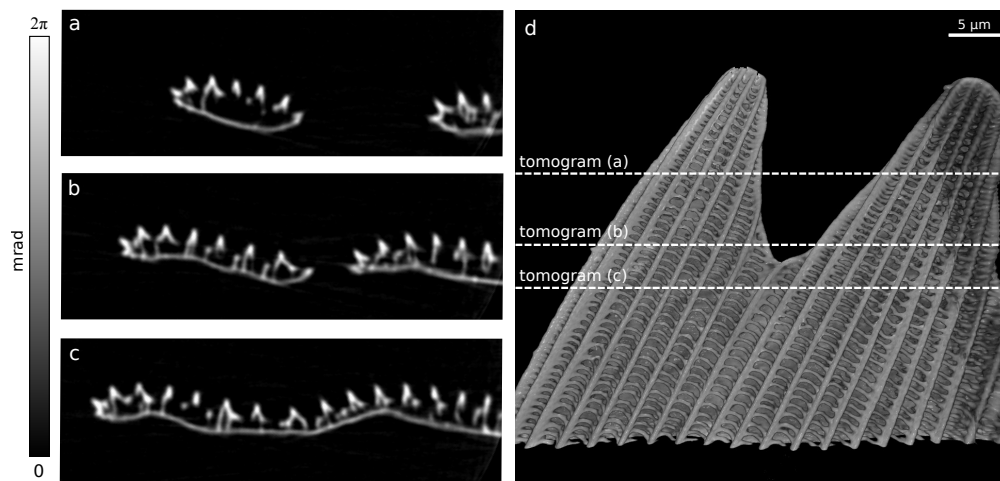 2π
mrad
0
a
b
c
d
5 μm
tomogram (a)
tomogram (b)
tomogram (c)